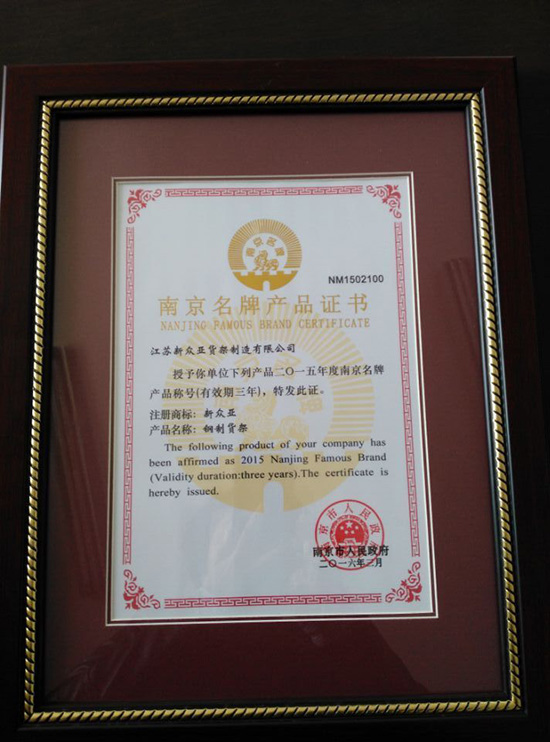 南京名牌
NM1502100
南京名牌产品证书
NANJING FAMOUS BRAND CERTIFICATE
江苏新众亚货架制造有限公司
授予你单位下列产品二〇一五年度南京名牌
产品称号(有效期三年)，特发此证。
注册商标：新众亚
产品名称：钢制货架
The following product of your company has
been affirmed as 2015 Nanjing Famous Brand
(Validity duration:three years).The certificate is
hereby issued.
南京市人民政府
南京市人民政府
二〇一六年二月